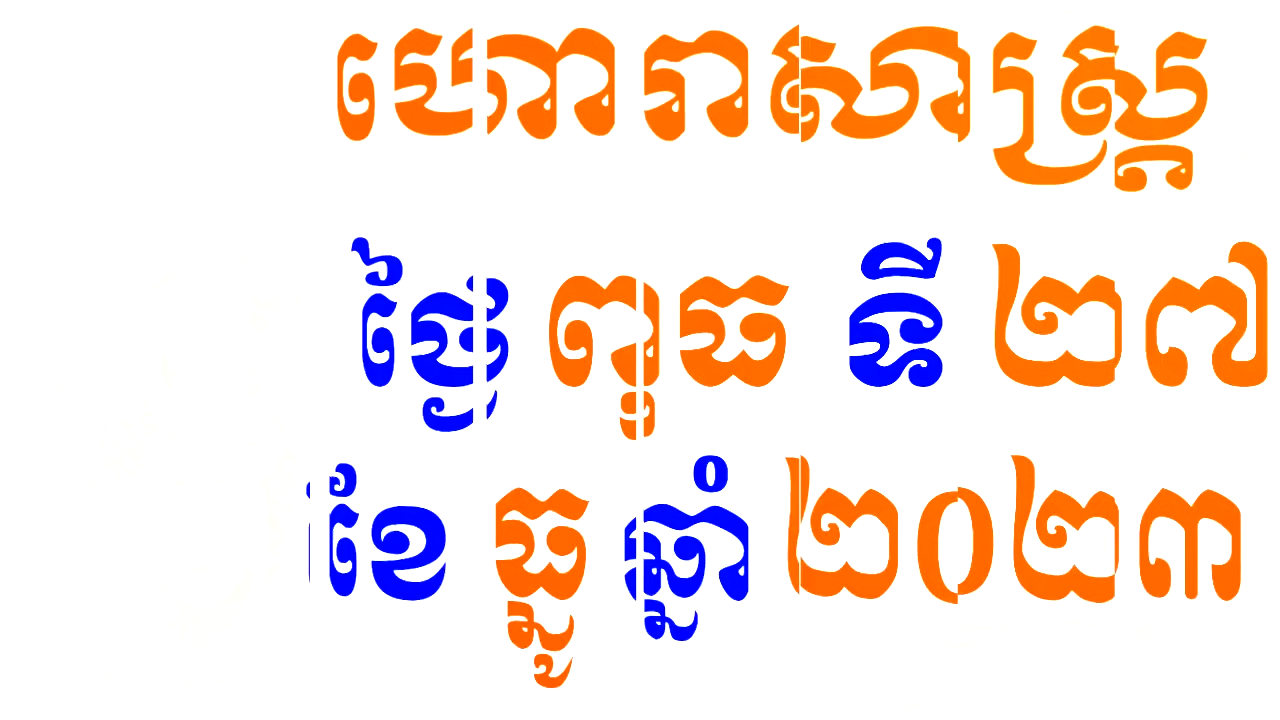 ហោរាសាស្ត្រ
ថ្ងៃ ពុធ ទី ២៧
ខែ ធ្នូ ឆ្នាំ ២០២៣